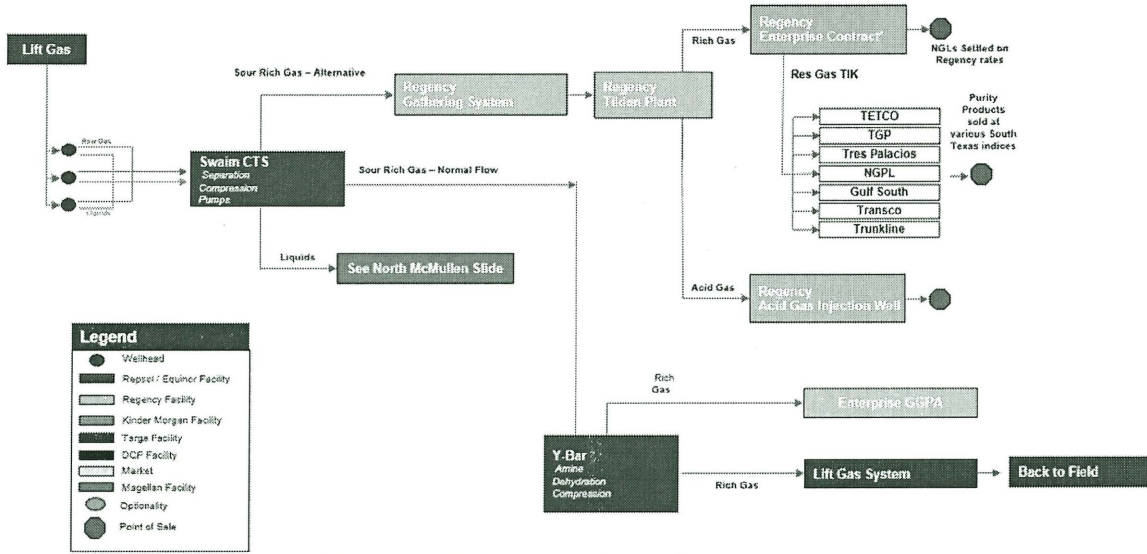 Lift Gas
Raw Gas
Liquids
Swaim CTS
Separation
Compression
Pumps
Sour Rich Gas – Alternative
Regency
Gathering System
Regency
Tilden Plant
Rich Gas
Regency
Enterprise Contract*
NGLs Settled on
Regency rates
Res Gas TIK
TETCO
TGP
Tres Palacios
NGPL
Gulf South
Transco
Trunkline
Purity
Products
sold at
various South
Texas indices
Sour Rich Gas – Normal Flow
Liquids
See North McMullen Slide
Acid Gas
Regency
Acid Gas Injection Well
Rich
Gas
Enterprise GGPA
Y-Bar
Amine
Dehydration
Compression
Rich Gas
Lift Gas System
Back to Field
Legend
Wellhead
Repsol / Equinor Facility
Regency Facility
Kinder Morgan Facility
Targa Facility
DCP Facility
Market
Magellan Facility
Optionality
Point of Sale